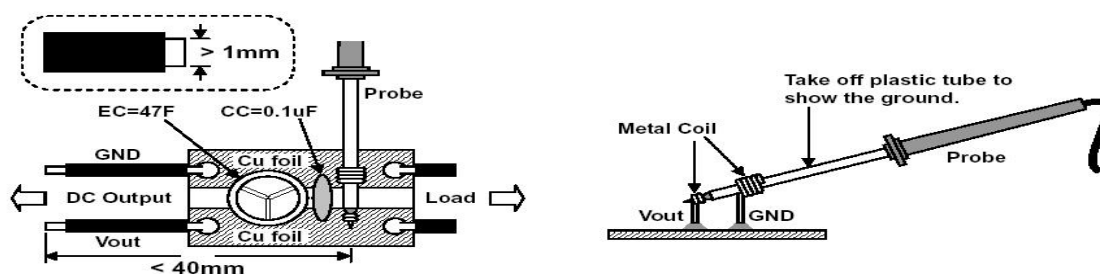 > 1mm
Probe
EC=47F
CC=0.1uF
GND
Cu foil
DC Output
Load
Cu foil
Vout
< 40mm
Take off plastic tube to
show the ground.
Metal Coil
Probe
Vout
GND